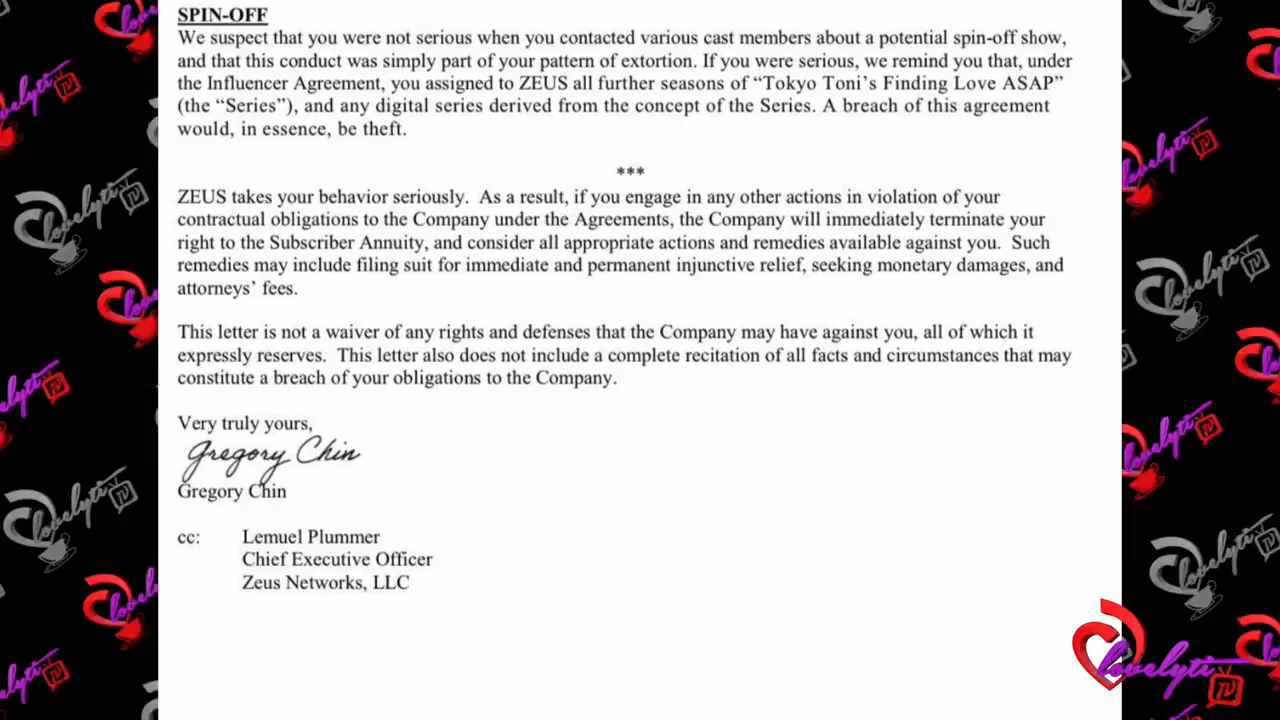 SPIN-OFF
We suspect that you were not serious when you contacted various cast members about a potential spin-off show,
and that this conduct was simply part of your pattern of extortion. If you were serious, we remind you that, under
the Influencer Agreement, you assigned to ZEUS all further seasons of “Tokyo Toni’s Finding Love ASAP”
(the “Series”), and any digital series derived from the concept of the Series. A breach of this agreement
would, in essence, be theft.
***
ZEUS takes your behavior seriously. As a result, if you engage in any other actions in violation of your
contractual obligations to the Company under the Agreements, the Company will immediately terminate your
right to the Subscriber Annuity, and consider all appropriate actions and remedies available against you. Such
remedies may include filing suit for immediate and permanent injunctive relief, seeking monetary damages, and
attorneys’ fees.
This letter is not a waiver of any rights and defenses that the Company may have against you, all of which it
expressly reserves. This letter also does not include a complete recitation of all facts and circumstances that may
constitute a breach of your obligations to the Company.
Very truly yours,
Gregory Chin
Gregory Chin
cc: Lemuel Plummer
Chief Executive Officer
Zeus Networks, LLC
lovelyti TV